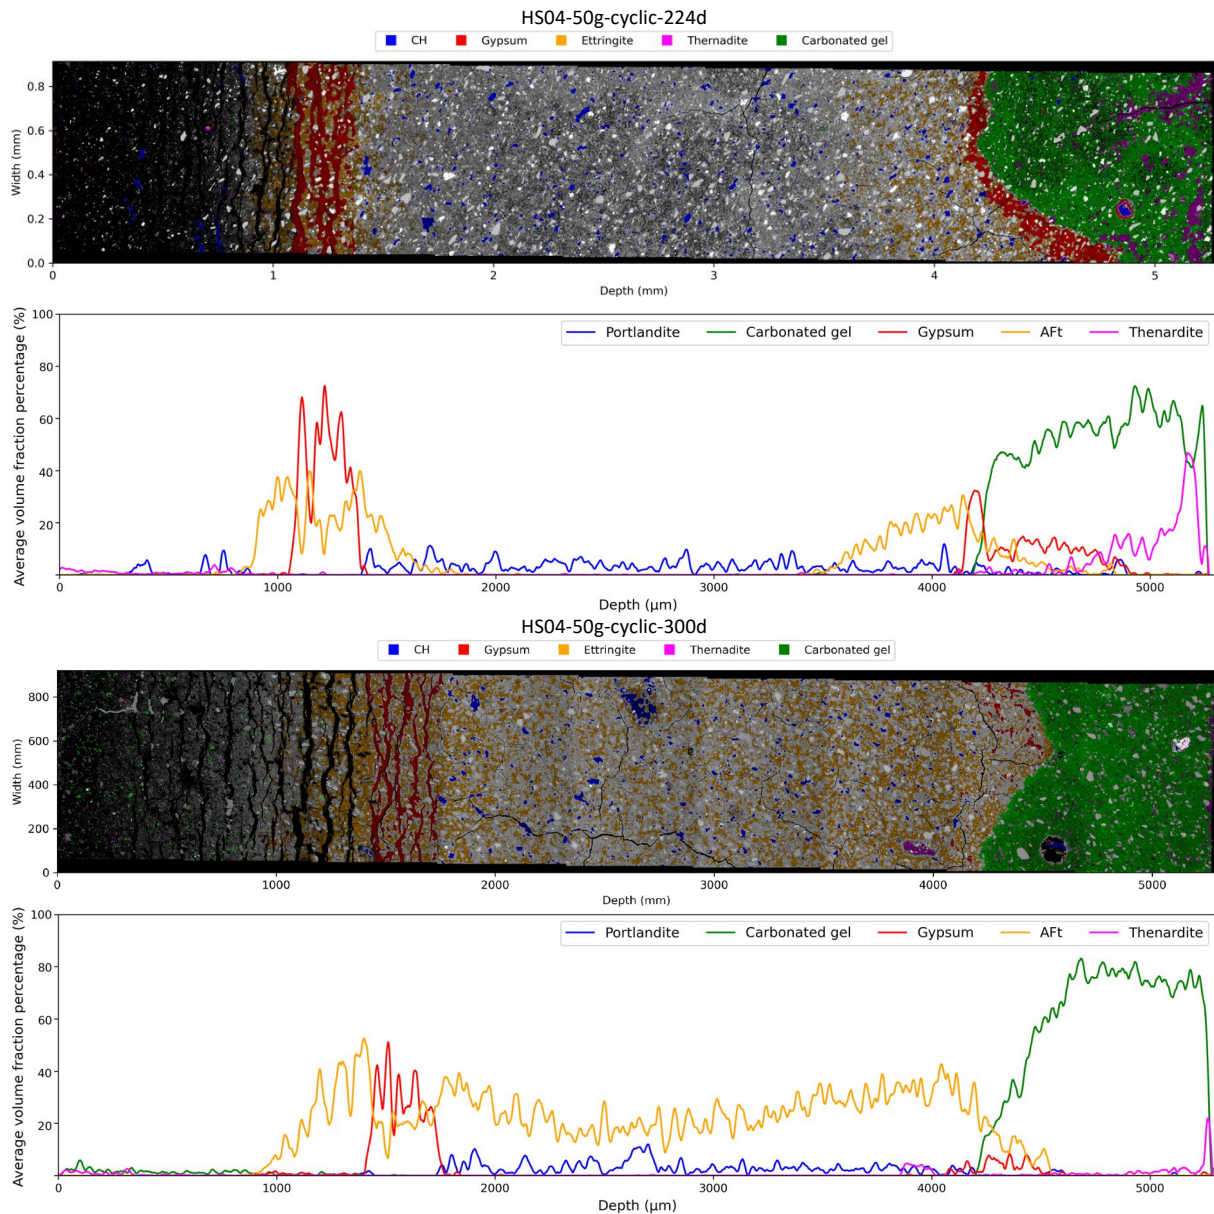 HS04-50g-cyclic-224d
CH Gypsum Ettringite Thernadite Carbonated gel
0.8
0.6
0.4
0.2
0.0
Width (mm)
0 1 2 3 4 5
Depth (mm)
100
80
60
40
20
Average volume fraction percentage (%)
Portlandite Carbonated gel Gypsum AFt Thenardite
0 1000 2000 3000 4000 5000
Depth (µm)
HS04-50g-cyclic-300d
CH Gypsum Ettringite Thernadite Carbonated gel
800
600
400
200
0
Width (mm)
0 1000 2000 3000 4000 5000
Depth (mm)
100
80
60
40
20
Average volume fraction percentage (%)
Portlandite Carbonated gel Gypsum AFt Thenardite
0 1000 2000 3000 4000 5000
Depth (µm)